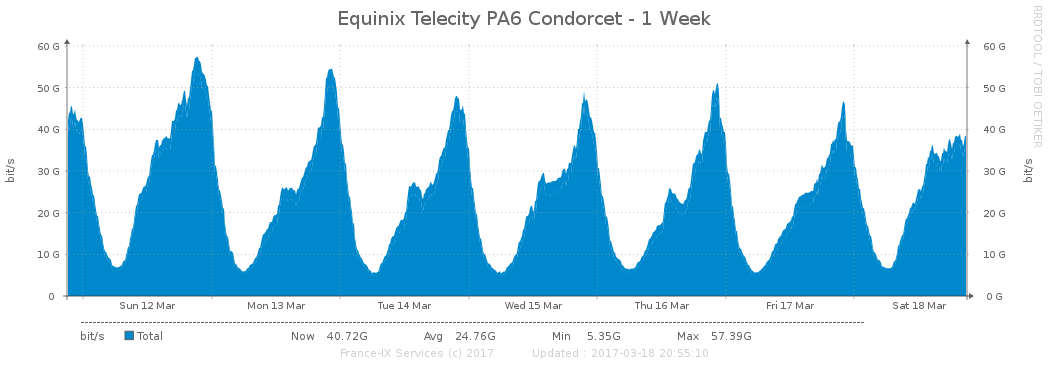 Equinix Telecity PA6 Condorcet - 1 Week
RRDTOOL / TOBI OETIKER
bit/s
60 G
50 G
40 G
30 G
20 G
10 G
0
60 G
50 G
40 G
30 G
20 G
10 G
0 G
bit/s
Sun 12 Mar Mon 13 Mar Tue 14 Mar Wed 15 Mar Thu 16 Mar Fri 17 Mar Sat 18 Mar
bit/s Total Now 40.72G Avg 24.76G Min 5.35G Max 57.39G
France-IX Services (c) 2017 Updated : 2017-03-18 20:55:10